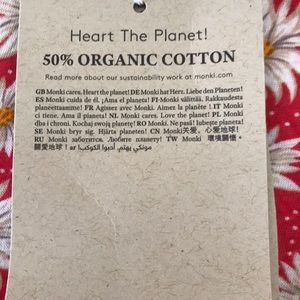 Heart The Planet!
50% ORGANIC COTTON
Read more about our sustainability work at monki.com
GB Monki cares. Heart the planet! DE Monki hat Herz. Liebe den Planeten!
ES Monki cuida de él. ¡Ama el planeta! FI Monki välittää. Rakkaudesta
planeettaamme! FR Agissez avec Monki. Aimez la planète ! IT Monki
ci tiene. Ama il planeta! NL Monki cares. Love the planet! PL Monki
dba i chroni. Kochaj swoją planetę! RO Monki. Ne pasă! Iubește planeta!
SE Monki bryr sig. Hjärta planeten! CN Monki关爱。心爱地球!
RU Monki заботится. Любите планету! TW Monki 環境關懷。
關愛地球! ar مونكي يهتم. أحبوا الكوكب!